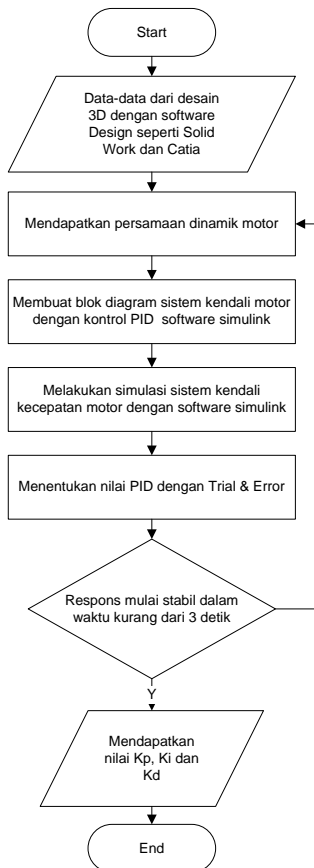 Start
Data-data dari desain
3D dengan software
Design seperti Solid
Work dan Catia
Mendapatkan persamaan dinamik motor
Membuat blok diagram sistem kendali motor
dengan kontrol PID software simulink
Melakukan simulasi sistem kendali
kecepatan motor dengan software simulink
Menentukan nilai PID dengan Trial & Error
Respons mulai stabil dalam
waktu kurang dari 3 detik
Y
Mendapatkan
nilai Kp, Ki dan
Kd
End